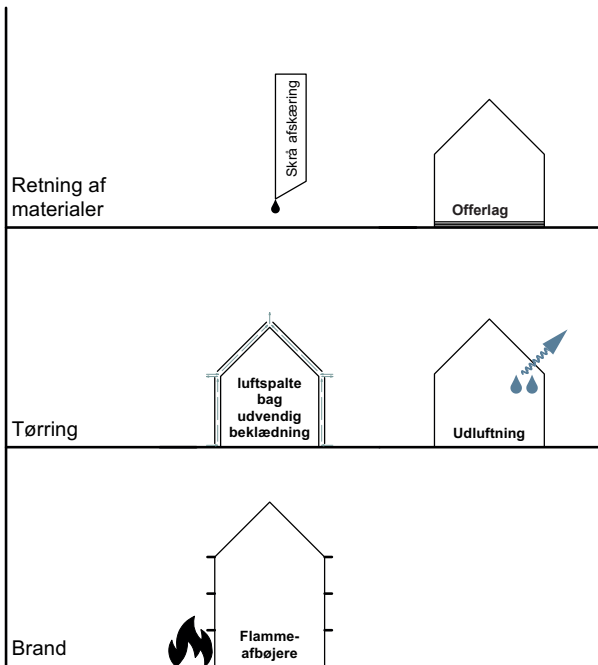 Retning af
materialer
Skrå afskæring
Offerlag
Tørring
luftspalte
bag
udvendig
beklædning
Udluftning
Brand
Flamme-
afbøjere